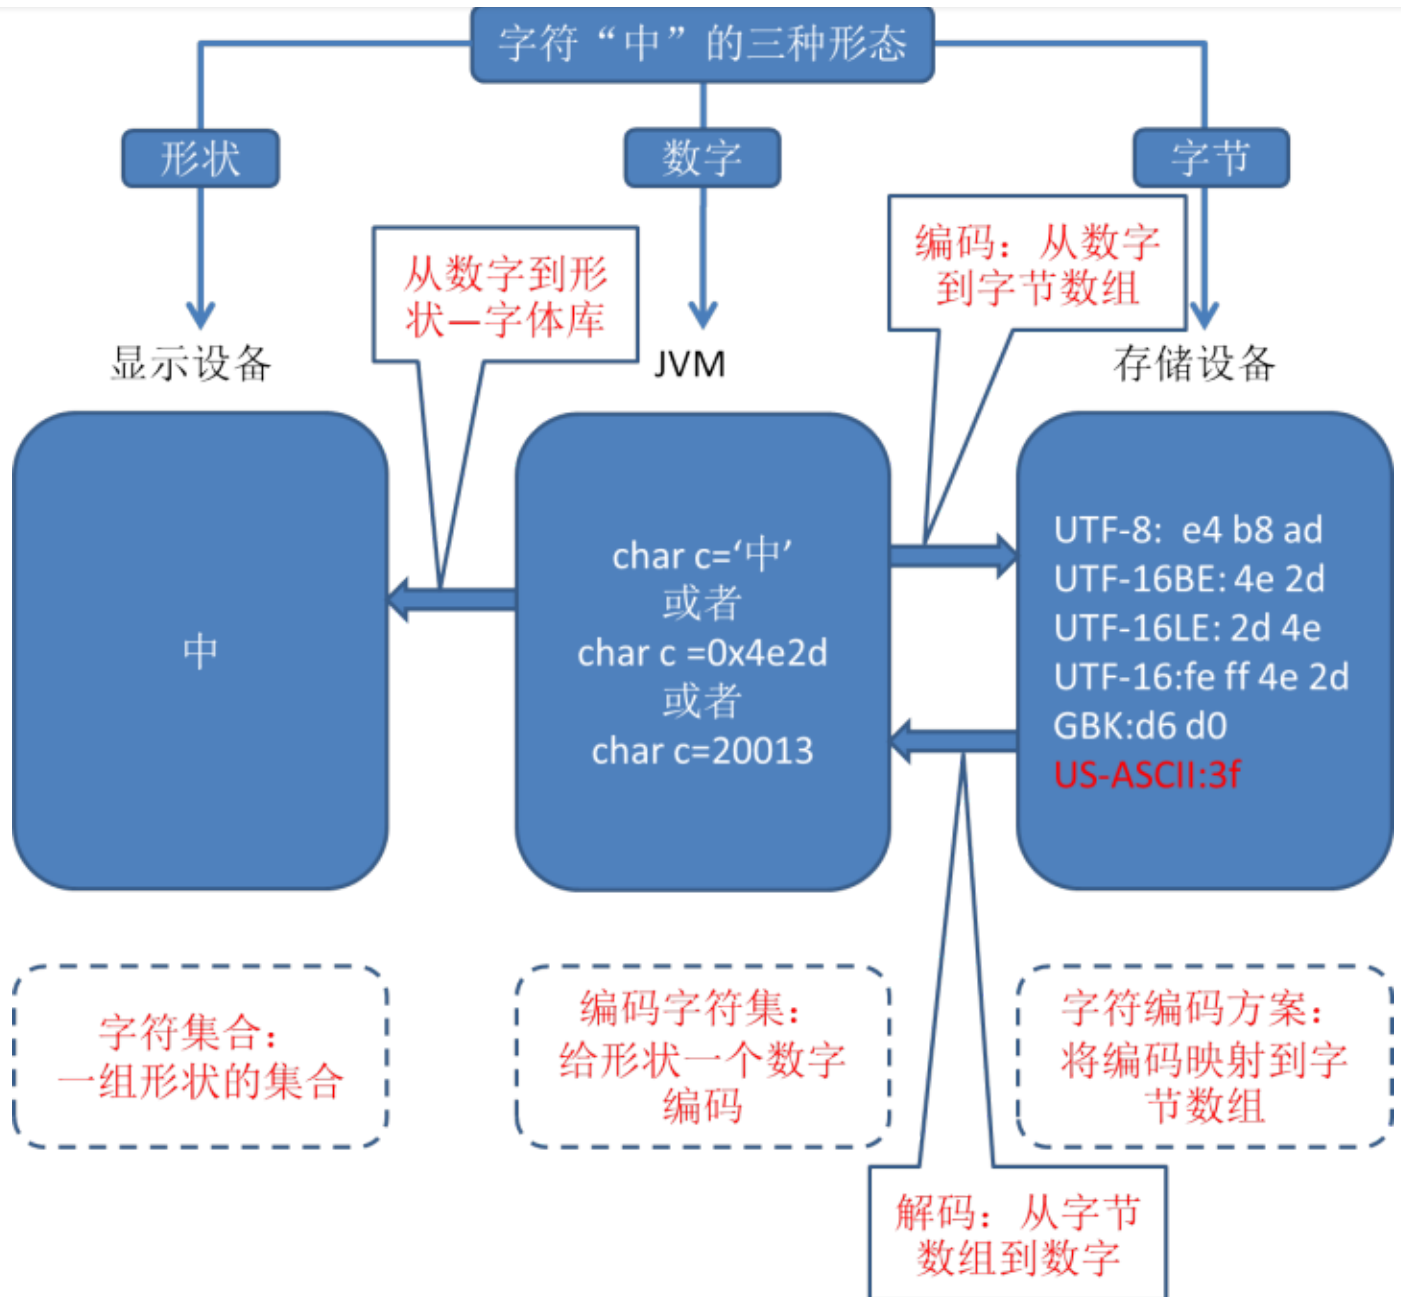 字符“中”的三种形态
形状
数字
字节
从数字到形
状—字体库
编码：从数字
到字节数组
显示设备
JVM
存储设备
中
char c=‘中’
或者
char c =0x4e2d
或者
char c=20013
UTF-8:  e4 b8 ad
UTF-16BE: 4e 2d
UTF-16LE: 2d 4e
UTF-16:fe ff 4e 2d
GBK:d6 d0
US-ASCII:3f
字符集合：
一组形状的集合
编码字符集：
给形状一个数字
编码
字符编码方案：
将编码映射到字
节数组
解码：从字节
数组到数字